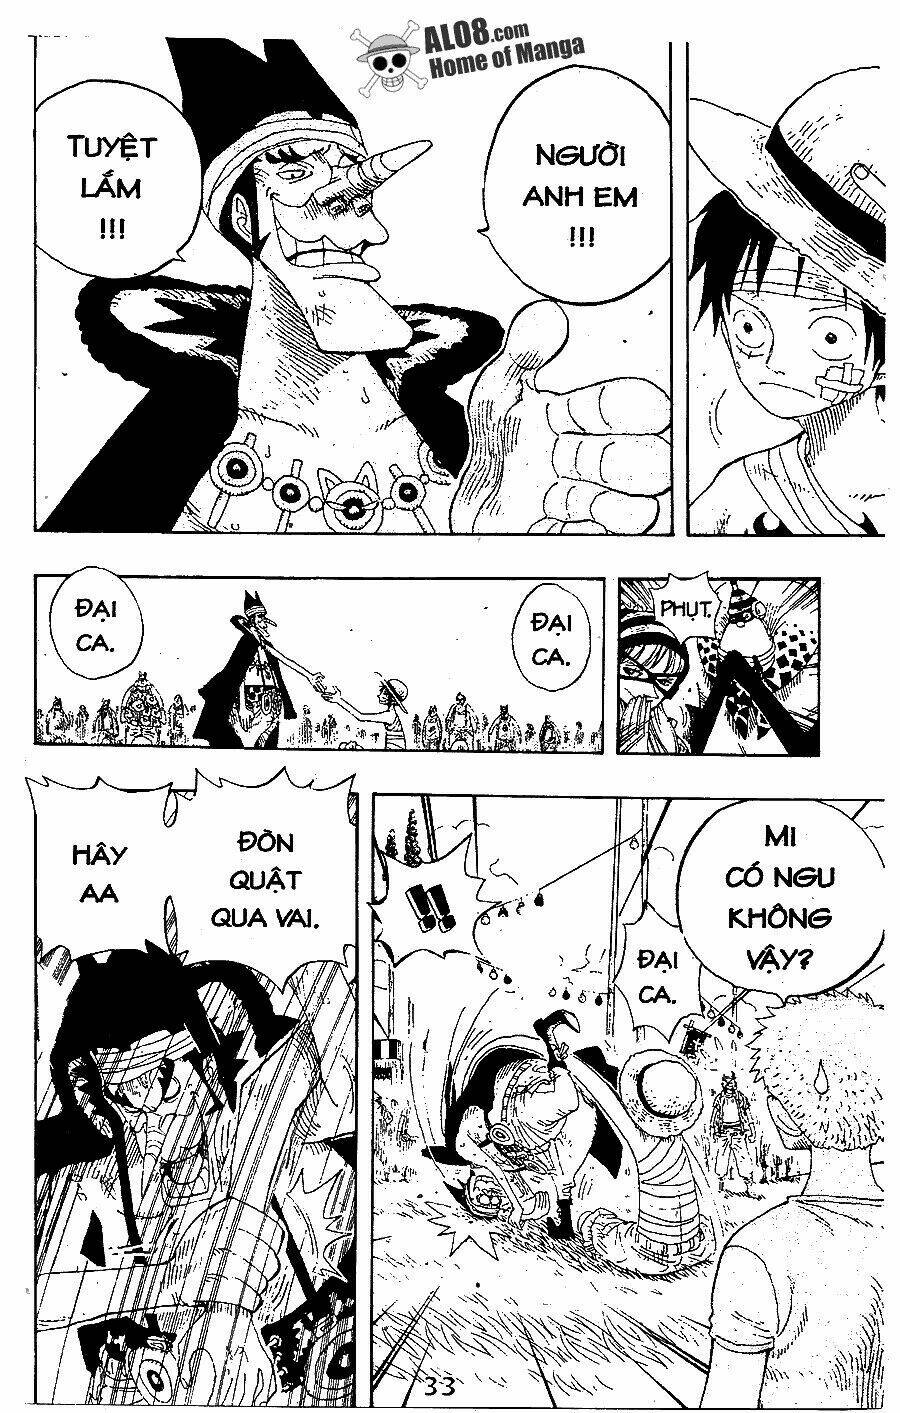 ALO8.com
Home of Manga
TUYỆT
LẮM
!!!
NGƯỜI
ANH EM
!!!
ĐẠI
CA.
ĐẠI
CA.
PHỤT.
HÂY
AA
ĐÒN
QUẬT
QUA VAI.
!!
ĐẠI
CA.
MI
CÓ NGU
KHÔNG
VẬY?
33